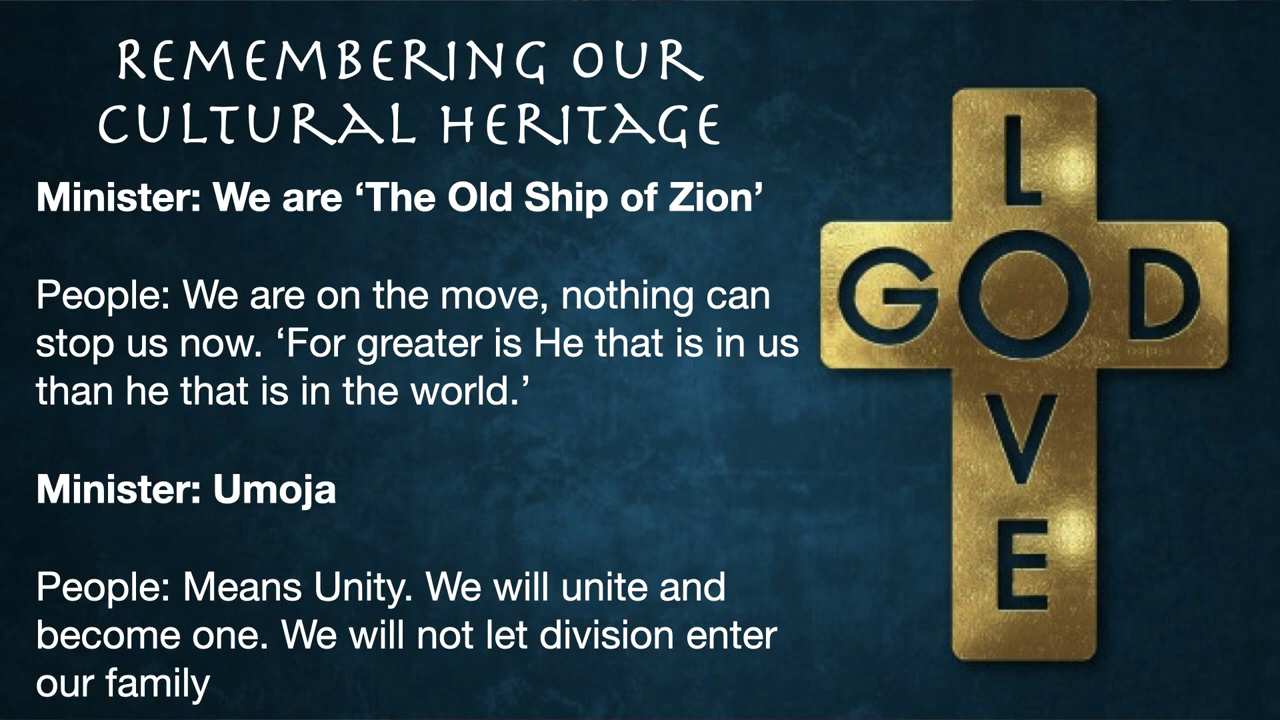 REMEMBERING OUR
CULTURAL HERITAGE
Minister: We are ‘The Old Ship of Zion’
People: We are on the move, nothing can
stop us now. ‘For greater is He that is in us
than he that is in the world.’
Minister: Umoja
People: Means Unity. We will unite and
become one. We will not let division enter
our family
L
GOD
V
E